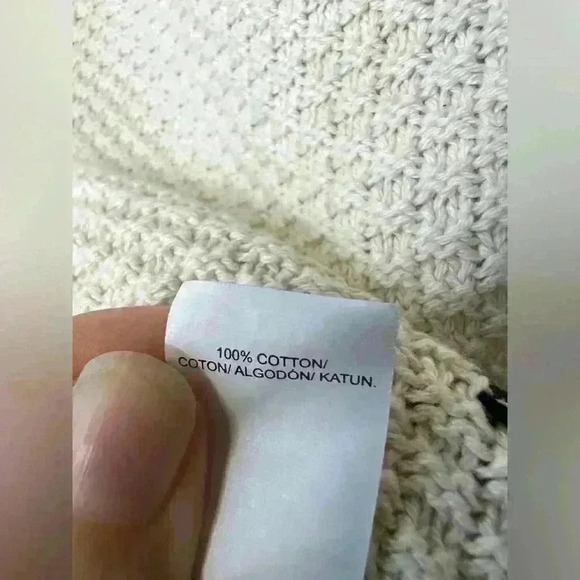 100% COTTON/
COTON/ ALGODÓN/ KATUN.